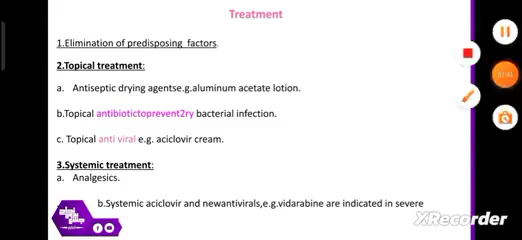 Treatment
1.Elimination of predisposing factors.
2.Topical treatment:
a. Antiseptic drying agentse.g.aluminum acetate lotion.
b.Topical antibiotictoprevent2ry bacterial infection.
c. Topical anti viral e.g. aciclovir cream.
3.Systemic treatment:
a. Analgesics.
b.Systemic aciclovir and newantivirals,e.g.vidarabine are indicated in severe
XRecorder